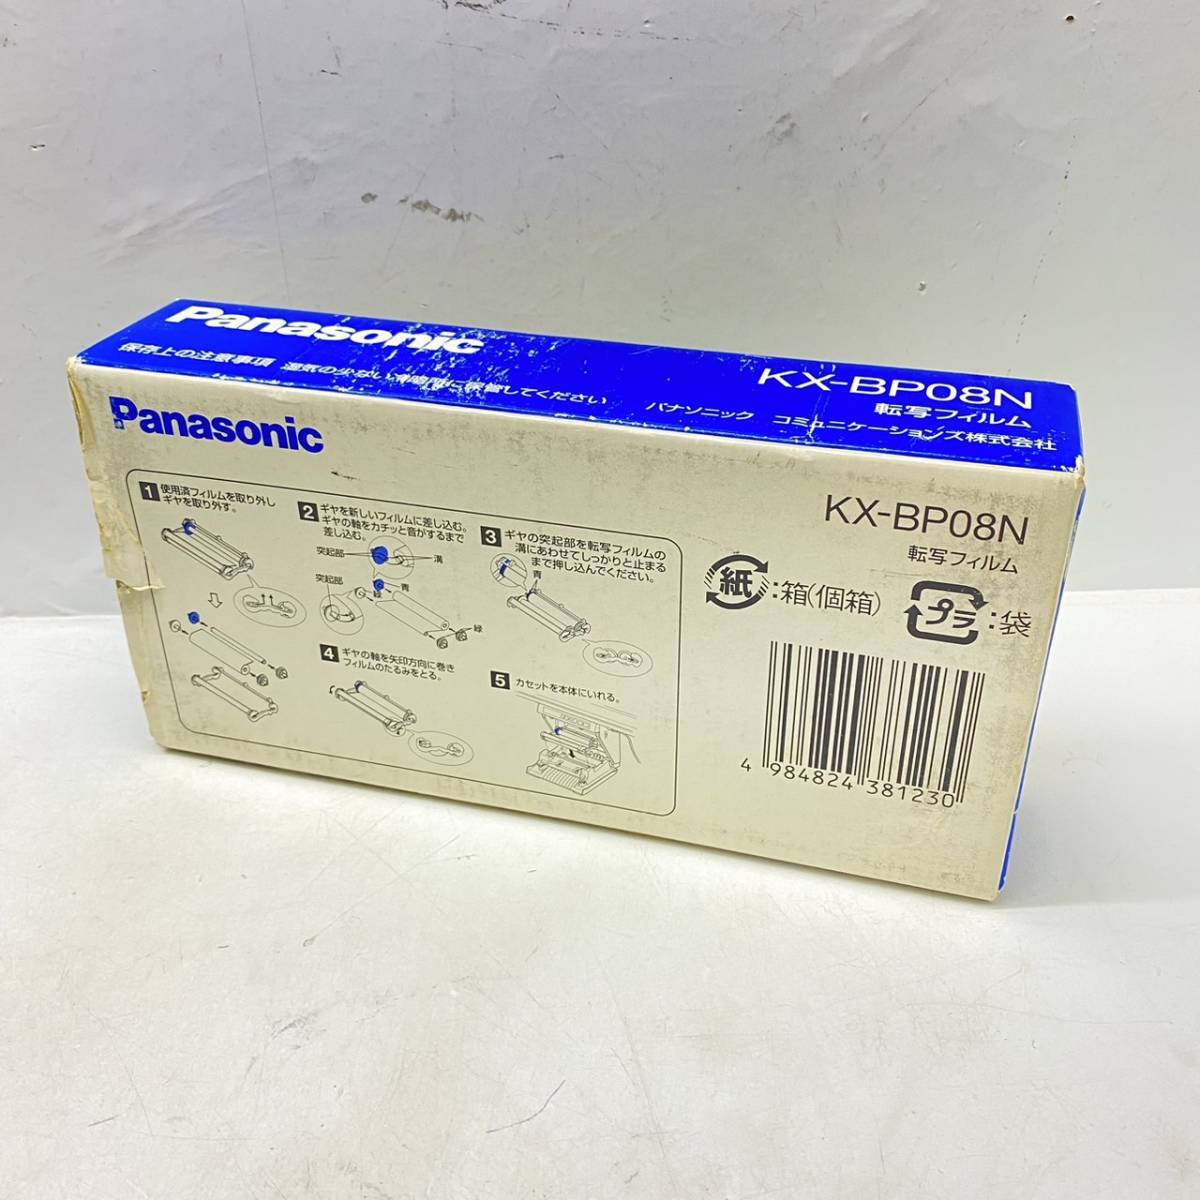 Panasonic
KX-BP08N
転写フィルム
保存上の注意事項 湿気の少ない冷暗所に保管してください
パナソニック コミュニケーションズ株式会社
Panasonic
KX-BP08N
転写フィルム
1 使用済フィルムを取り外し
ギヤを取り外す。
2 ギヤを新しいフィルムに差し込む。
ギヤの軸をカチッと音がするまで
差し込む。
突起部
溝
突起部
緑
青
緑
3 ギヤの突起部を転写フィルムの
溝にあわせてしっかりと止まる
まで押し込んでください。
青
4 ギヤの軸を矢印方向に巻き
フィルムのたるみをとる。
5 カセットを本体にいれる。
紙:箱(個箱)
プラ:袋
4 984824 381230